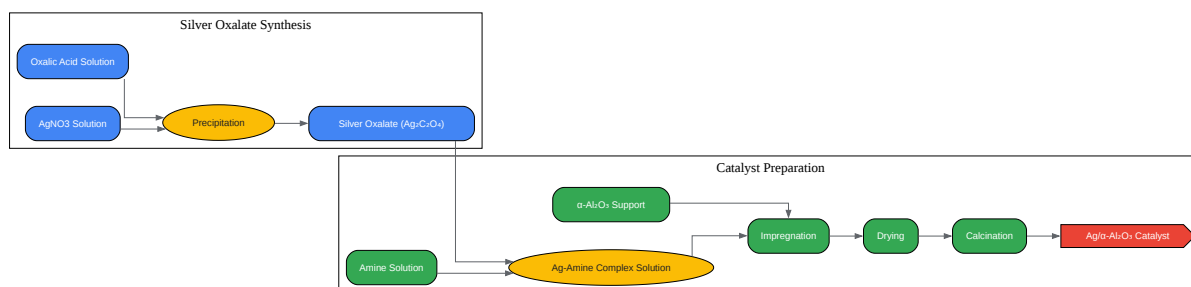 Silver Oxalate Synthesis
Oxalic Acid Solution
AgNO3 Solution
Precipitation
Silver Oxalate (Ag₂C₂O₄)
Catalyst Preparation
α-Al₂O₃ Support
Impregnation
Drying
Calcination
Ag/α-Al₂O₃ Catalyst
Amine Solution
Ag-Amine Complex Solution